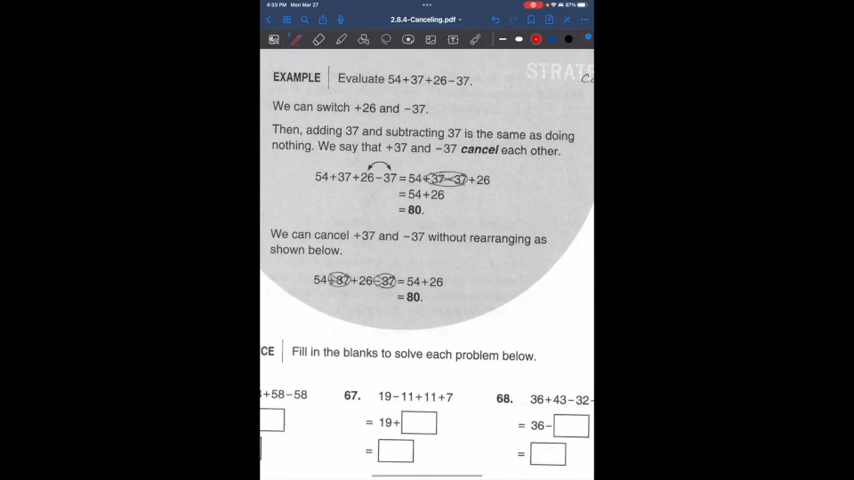 4:33 PM Mon Mar 27
87%
2.8.4-Canceling.pdf
EXAMPLE Evaluate 54+37+26−37.
STRAT
We can switch +26 and −37.
Then, adding 37 and subtracting 37 is the same as doing
nothing. We say that +37 and −37 cancel each other.
54+37+26−37 = 54+37−37+26
= 54+26
= 80.
We can cancel +37 and −37 without rearranging as
shown below.
54+37+26−37 = 54+26
= 80.
CE Fill in the blanks to solve each problem below.
+58−58
67. 19−11+11+7
= 19+
=
68. 36+43−32−
= 36−
=